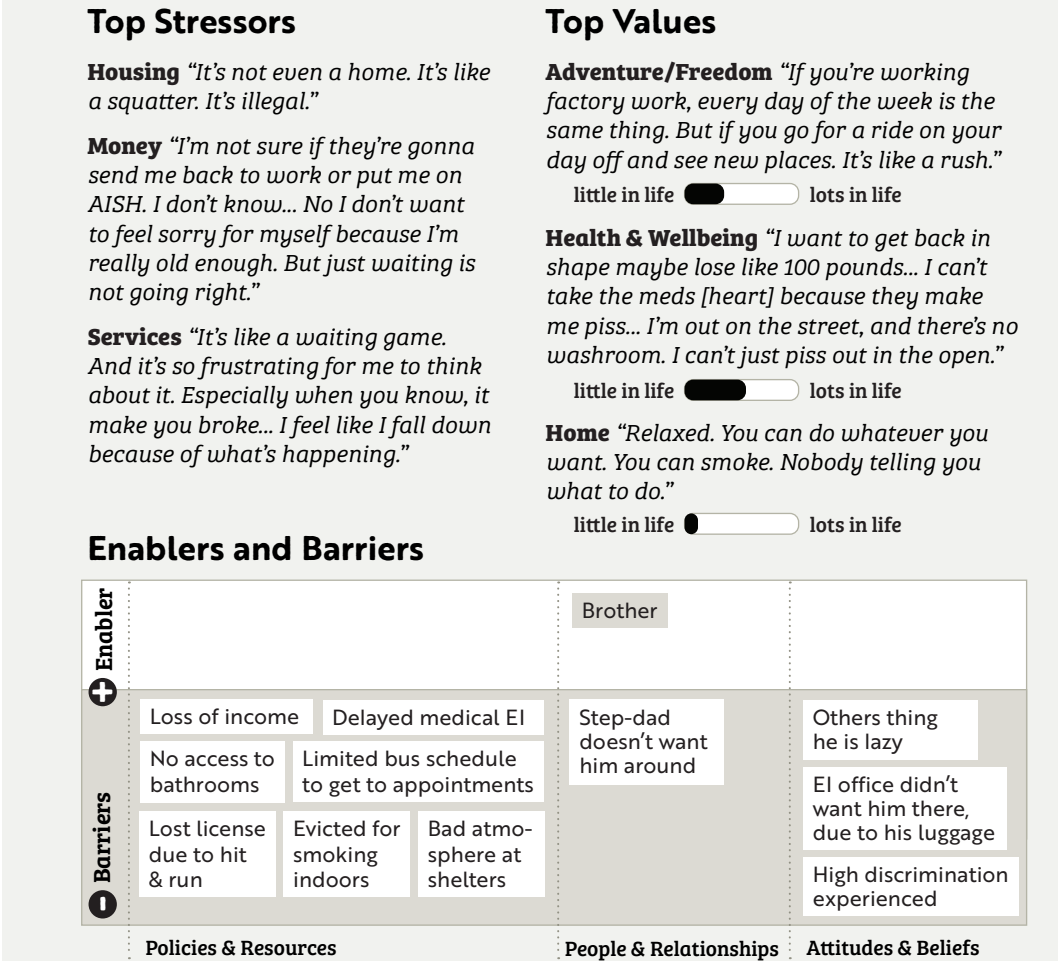 Top Stressors
Housing “It’s not even a home. It’s like
a squatter. It’s illegal.”
Money “I’m not sure if they’re gonna
send me back to work or put me on
AISH. I don’t know... No I don’t want
to feel sorry for myself because I’m
really old enough. But just waiting is
not going right.”
Services “It’s like a waiting game.
And it’s so frustrating for me to think
about it. Especially when you know, it
make you broke... I feel like I fall down
because of what’s happening.”
Top Values
Adventure/Freedom “If you’re working
factory work, every day of the week is the
same thing. But if you go for a ride on your
day off and see new places. It’s like a rush.”
little in life lots in life
Health & Wellbeing “I want to get back in
shape maybe lose like 100 pounds... I can’t
take the meds [heart] because they make
me piss... I’m out on the street, and there’s no
washroom. I can’t just piss out in the open.”
little in life lots in life
Home “Relaxed. You can do whatever you
want. You can smoke. Nobody telling you
what to do.”
little in life lots in life
Enablers and Barriers
+ Enabler
Brother
- Barriers
Loss of income
Delayed medical EI
No access to
bathrooms
Limited bus schedule
to get to appointments
Lost license
due to hit
& run
Evicted for
smoking
indoors
Bad atmo-
sphere at
shelters
Step-dad
doesn’t want
him around
Others thing
he is lazy
EI office didn’t
want him there,
due to his luggage
High discrimination
experienced
Policies & Resources
People & Relationships
Attitudes & Beliefs